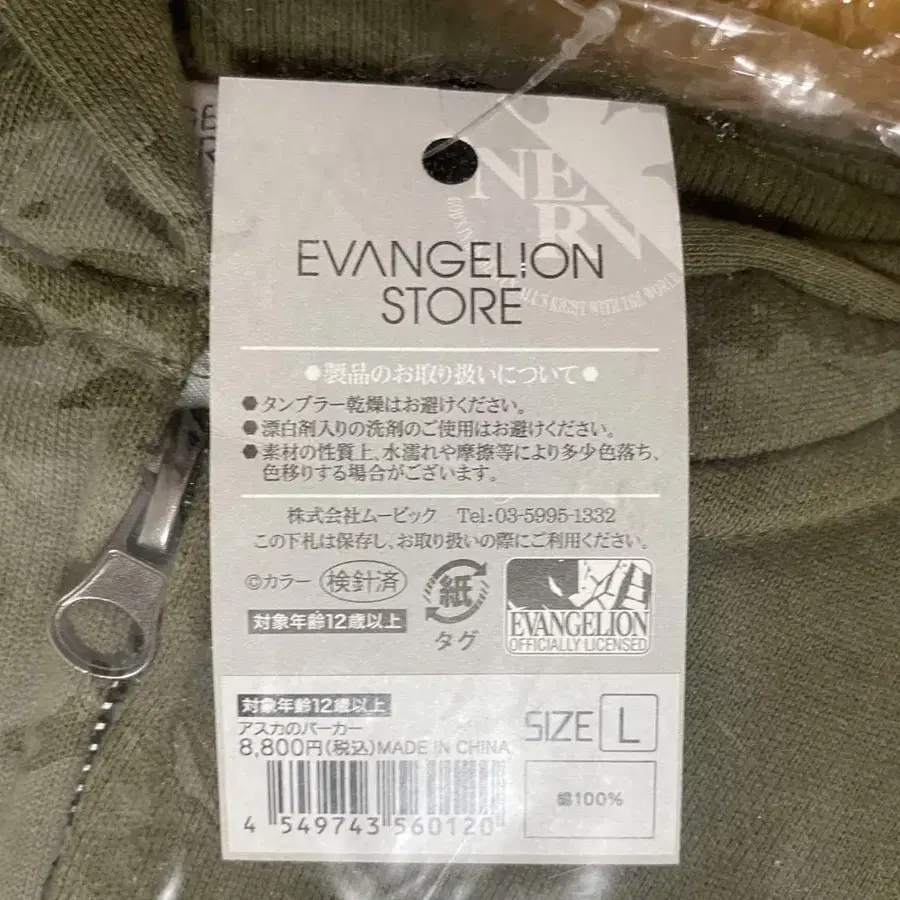 NERV
EVANGELION
STORE
ALL'S RIGHT WITH THE WORLD
●製品のお取り扱いについて●
●タンブラー乾燥はお避けください。
●漂白剤入りの洗剤のご使用はお避けください。
●素材の性質上、水濡れや摩擦等により多少色落ち、
色移りする場合がございます。
株式会社ムービック Tel:03-5995-1332
この下札は保存し、お取り扱いの際にご利用ください。
©カラー 検針済
紙
タグ
対象年齢12歳以上
EVANGELION
OFFICIALLY LICENSED
対象年齢12歳以上
アスカのパーカー
8,800円(税込)MADE IN CHINA
SIZE L
綿100%
4 549743 560120